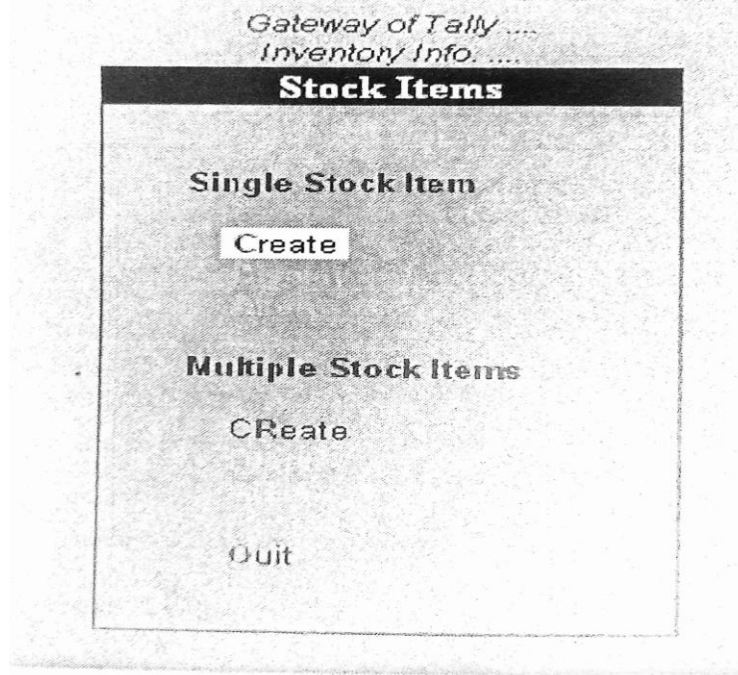 Gateway of Tally ....
Inventory Info. ....
Stock Items
Single Stock Item
Create
Multiple Stock Items
CReate
Quit